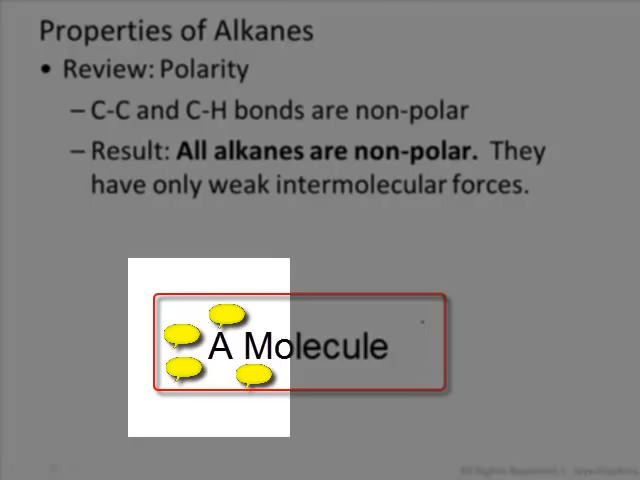 Properties of Alkanes
• Review: Polarity
– C-C and C-H bonds are non-polar
– Result: All alkanes are non-polar. They
have only weak intermolecular forces.
A Molecule